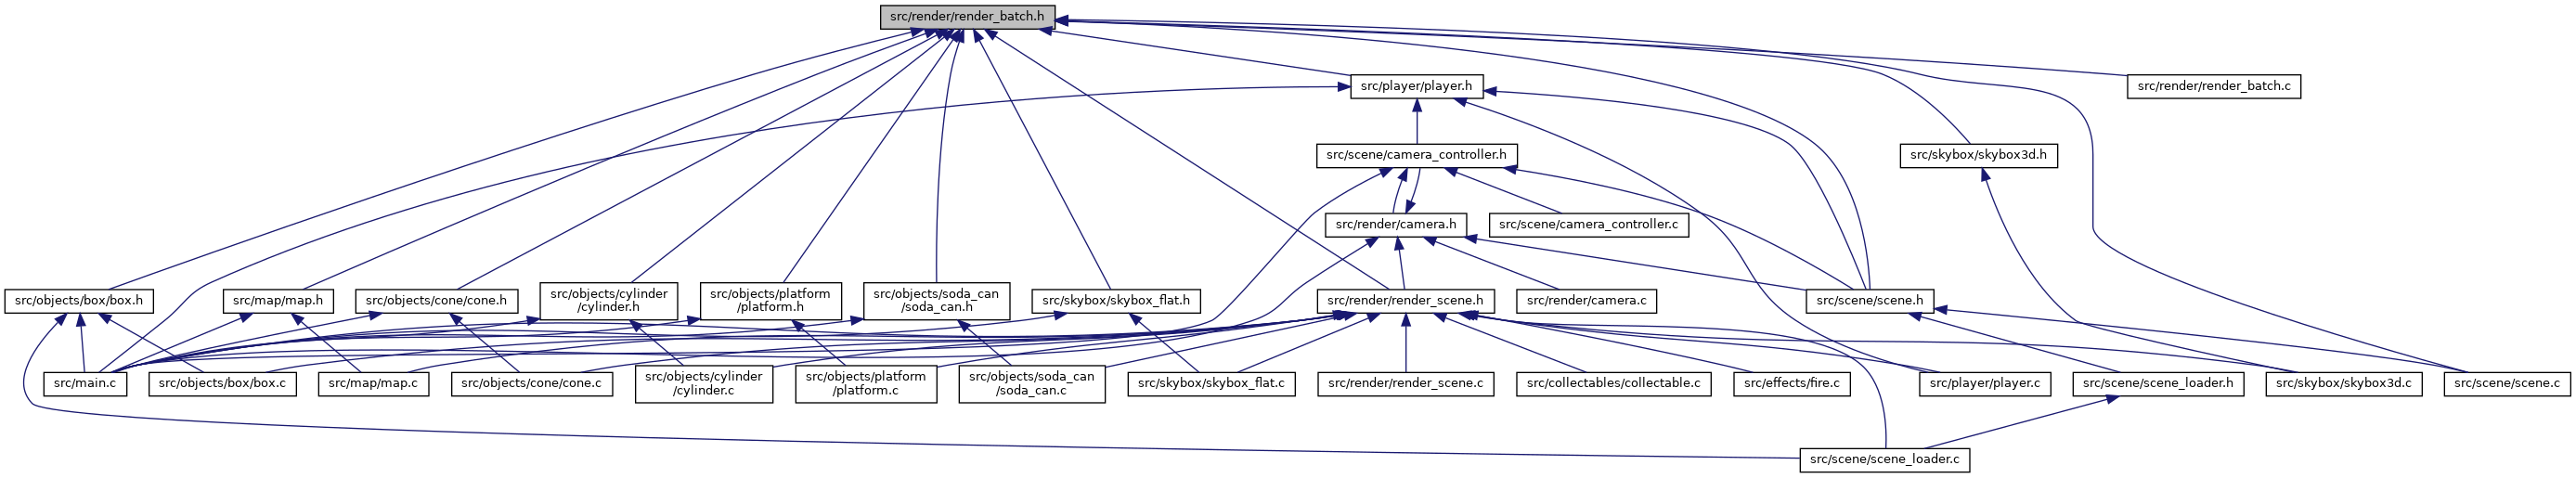 src/render/render_batch.h
src/player/player.h
src/render/render_batch.c
src/scene/camera_controller.h
src/skybox/skybox3d.h
src/render/camera.h
src/scene/camera_controller.c
src/objects/box/box.h
src/map/map.h
src/objects/cone/cone.h
src/objects/cylinder
/cylinder.h
src/objects/platform
/platform.h
src/objects/soda_can
/soda_can.h
src/skybox/skybox_flat.h
src/render/render_scene.h
src/render/camera.c
src/scene/scene.h
src/main.c
src/objects/box/box.c
src/map/map.c
src/objects/cone/cone.c
src/objects/cylinder
/cylinder.c
src/objects/platform
/platform.c
src/objects/soda_can
/soda_can.c
src/skybox/skybox_flat.c
src/render/render_scene.c
src/collectables/collectable.c
src/effects/fire.c
src/player/player.c
src/scene/scene_loader.h
src/skybox/skybox3d.c
src/scene/scene.c
src/scene/scene_loader.c